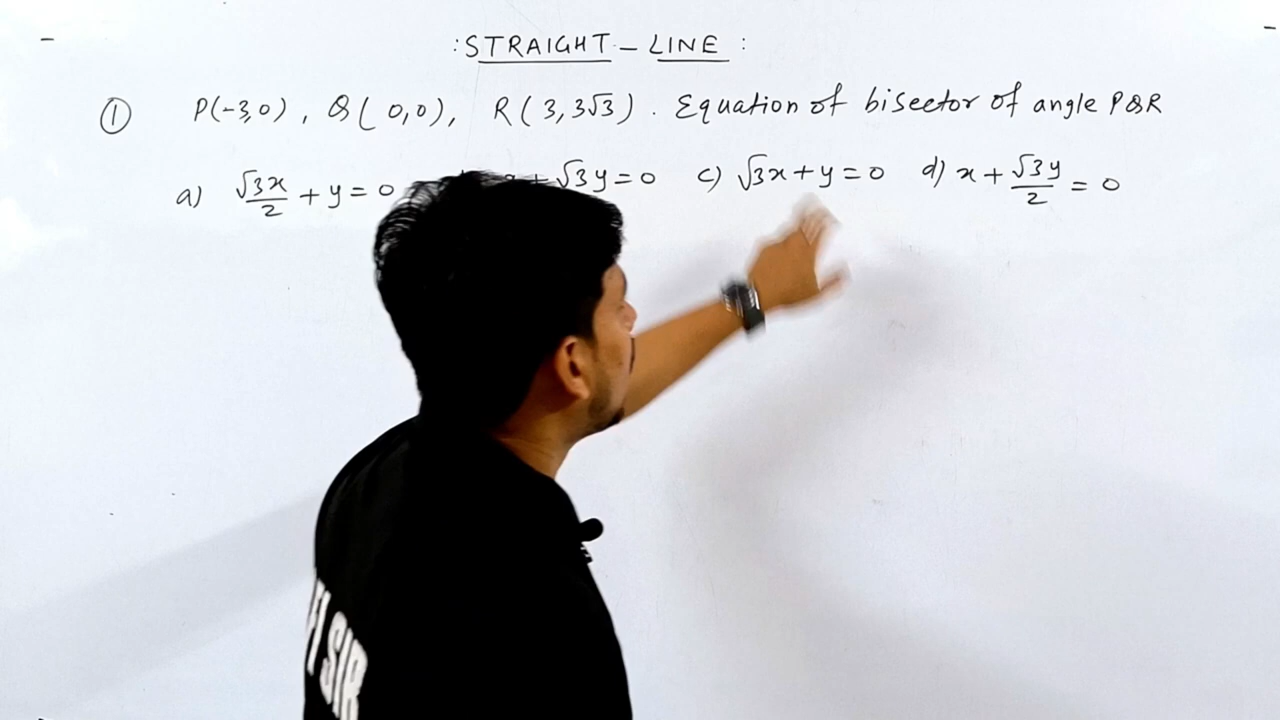 : STRAIGHT - LINE :
① P(-3,0), Q(0,0), R(3, 3√3). Equation of bisector of angle PQR
a) √3x/2 + y = 0 + √3y = 0 c) √3x + y = 0 d) x + √3y/2 = 0
SIR